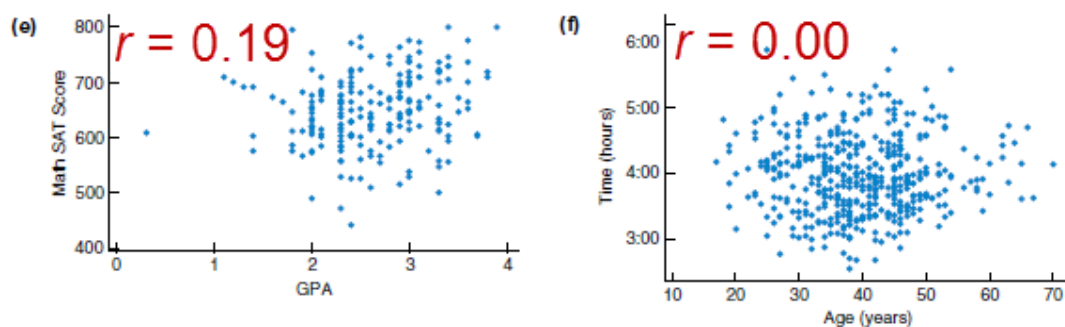 (e)
r = 0.19
800
700
600
500
400
Math SAT Score
0 1 2 3 4
GPA
(f)
r = 0.00
6:00
5:00
4:00
3:00
Time (hours)
10 20 30 40 50 60 70
Age (years)